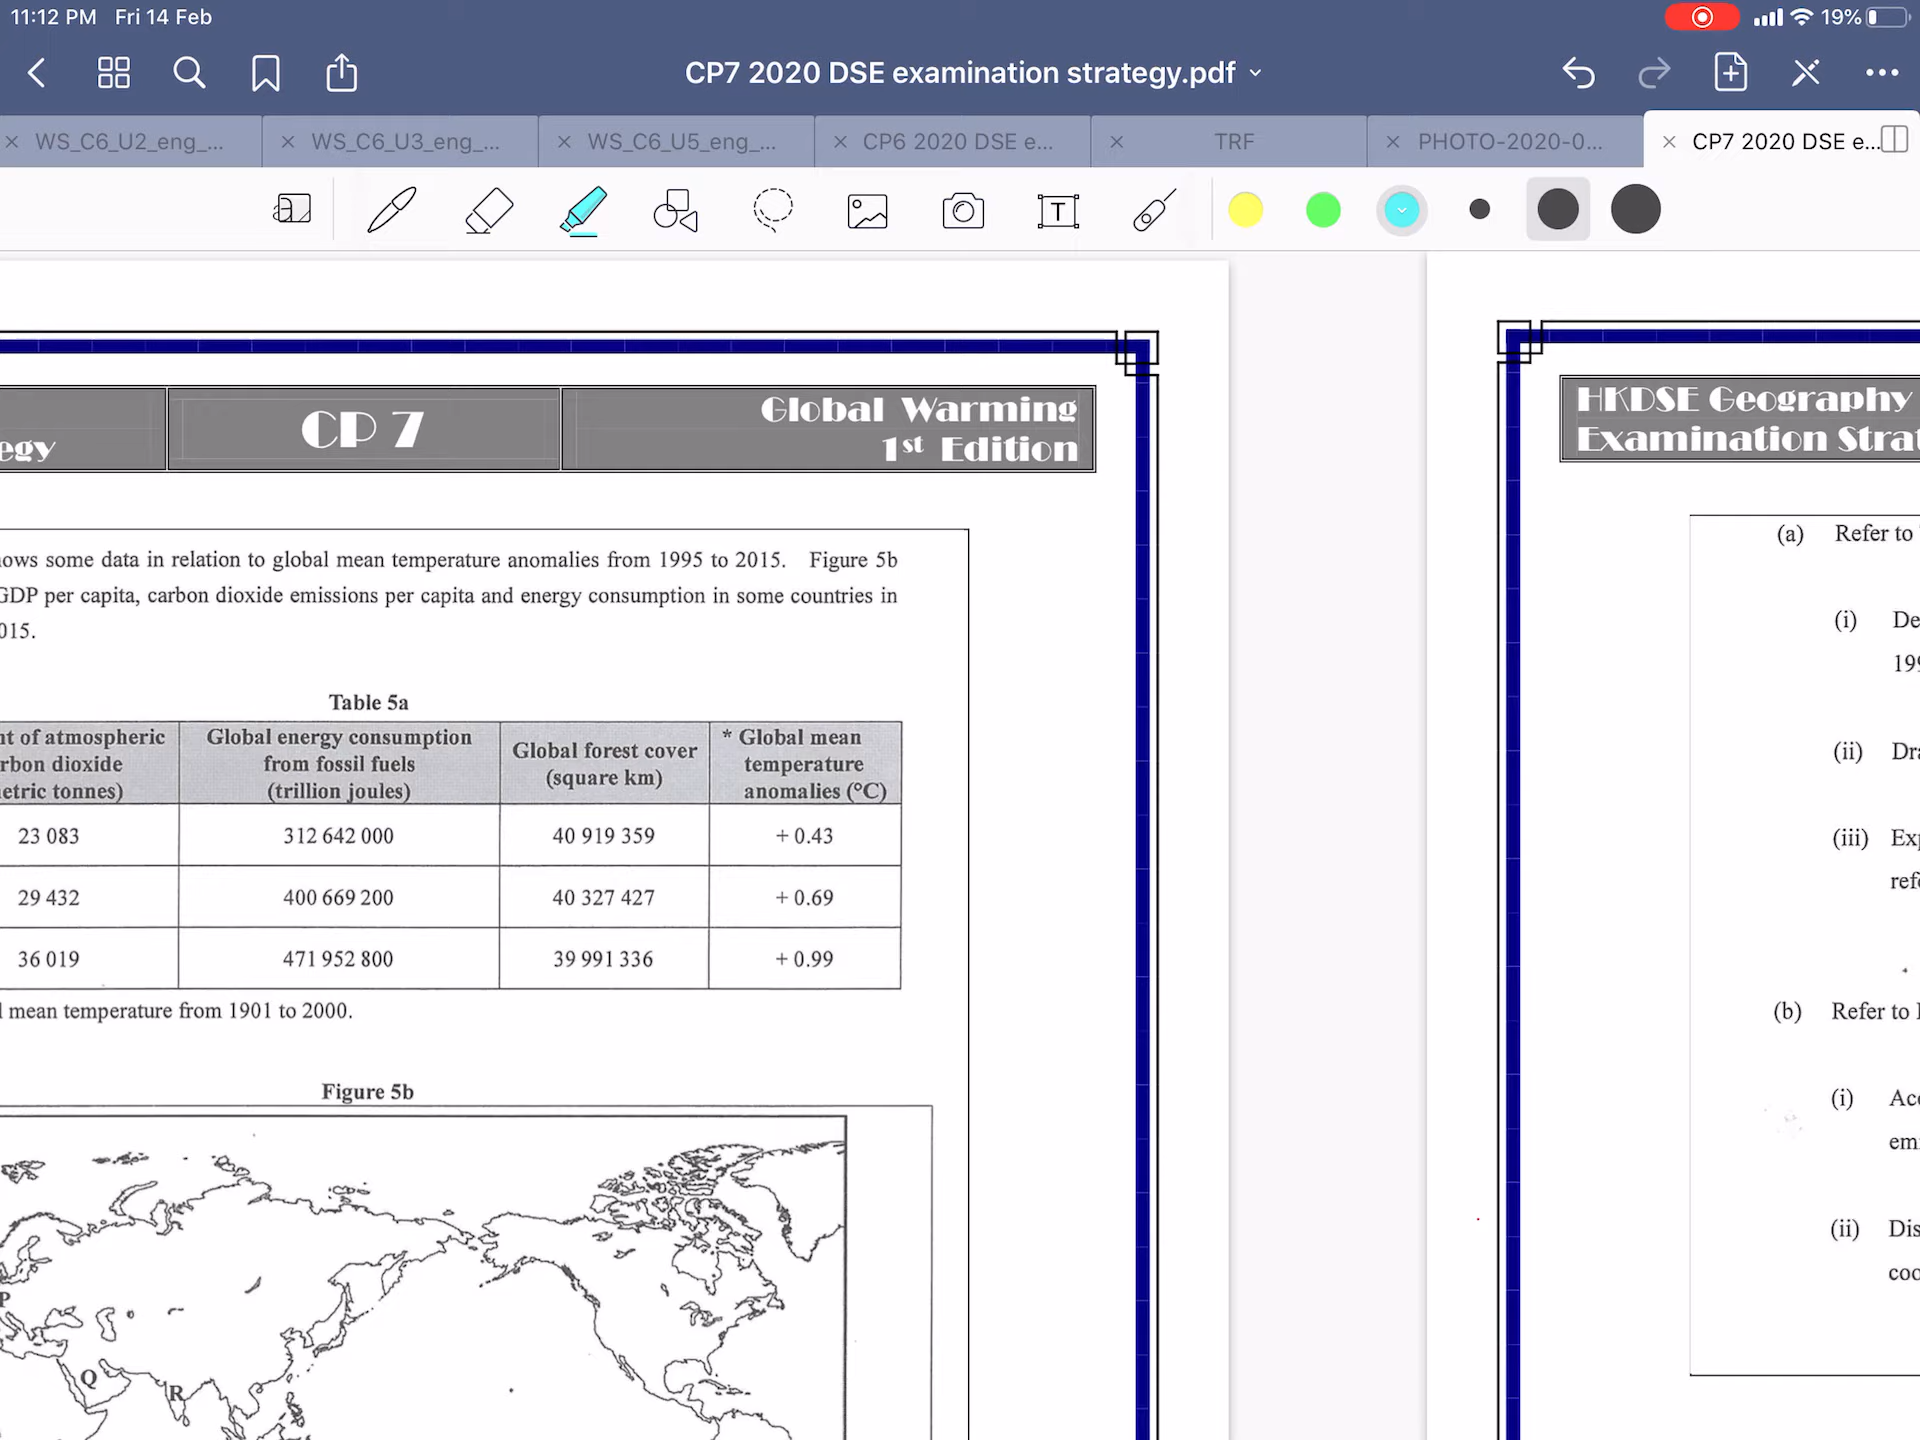 11:12 PM Fri 14 Feb
19%
CP7 2020 DSE examination strategy.pdf
WS_C6_U2_eng_...
WS_C6_U3_eng_...
WS_C6_U5_eng_...
CP6 2020 DSE e...
TRF
PHOTO-2020-0...
CP7 2020 DSE e...
egy
CP 7
Global Warming
1st Edition
ows some data in relation to global mean temperature anomalies from 1995 to 2015. Figure 5b
GDP per capita, carbon dioxide emissions per capita and energy consumption in some countries in
015.
Table 5a
nt of atmospheric
rbon dioxide
etric tonnes)
Global energy consumption
from fossil fuels
(trillion joules)
Global forest cover
(square km)
* Global mean
temperature
anomalies (°C)
23 083 312 642 000 40 919 359 + 0.43
29 432 400 669 200 40 327 427 + 0.69
36 019 471 952 800 39 991 336 + 0.99
l mean temperature from 1901 to 2000.
Figure 5b
P
Q
R
HKDSE Geography
Examination Strat
(a) Refer to
(i) De
199
(ii) Dra
(iii) Exp
refe
(b) Refer to
(i) Acc
emi
(ii) Dis
coo